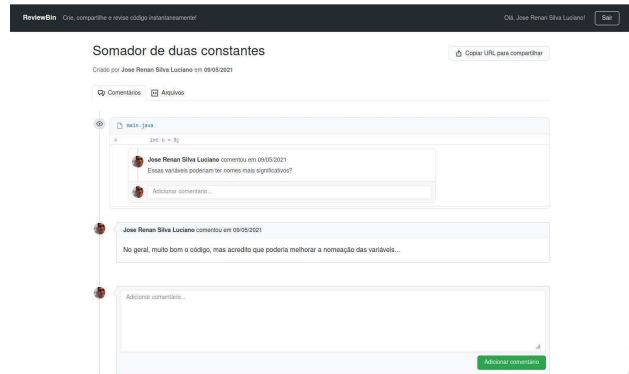 ReviewBin Crie, compartilhe e revise código instantaneamente!
Olá, Jose Renan Silva Luciano! Sair
Somador de duas constantes
Copiar URL para compartilhar
Criado por Jose Renan Silva Luciano em 09/05/2021
Comentários Arquivos
main.java
Jose Renan Silva Luciano comentou em 09/05/2021
Essas variáveis poderiam ter nomes mais significativos?
Adicionar comentário...
Jose Renan Silva Luciano comentou em 09/05/2021
No geral, muito bom o código, mas acredito que poderia melhorar a nomeação das variáveis...
Adicionar comentário...
Adicionar comentário